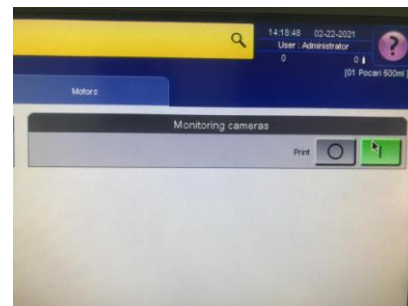 14:18:48 02-22-2021
User : Administrator
0 0
[01 Pocari 500ml]
Motors
Monitoring cameras
Print